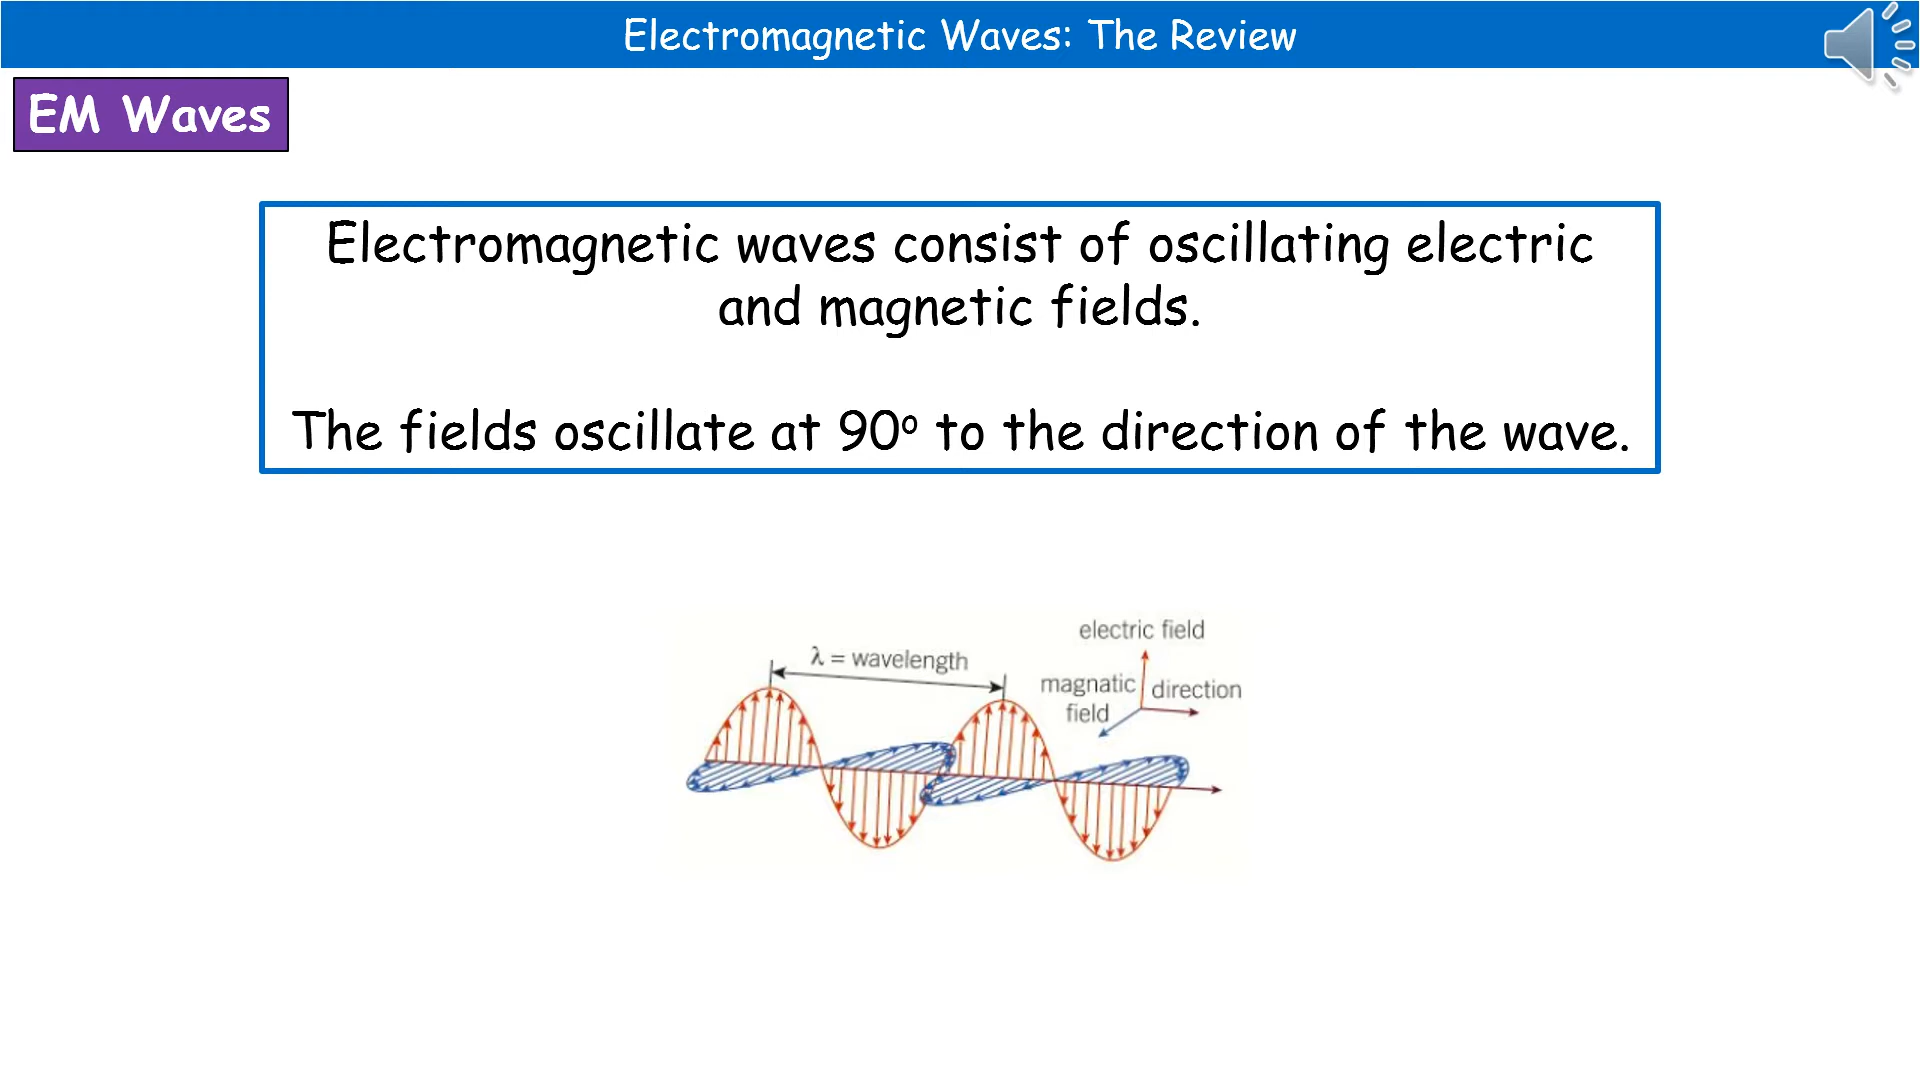 Electromagnetic Waves: The Review
EM Waves
Electromagnetic waves consist of oscillating electric
and magnetic fields.
The fields oscillate at 90º to the direction of the wave.
electric field
λ = wavelength
magnatic
field
direction